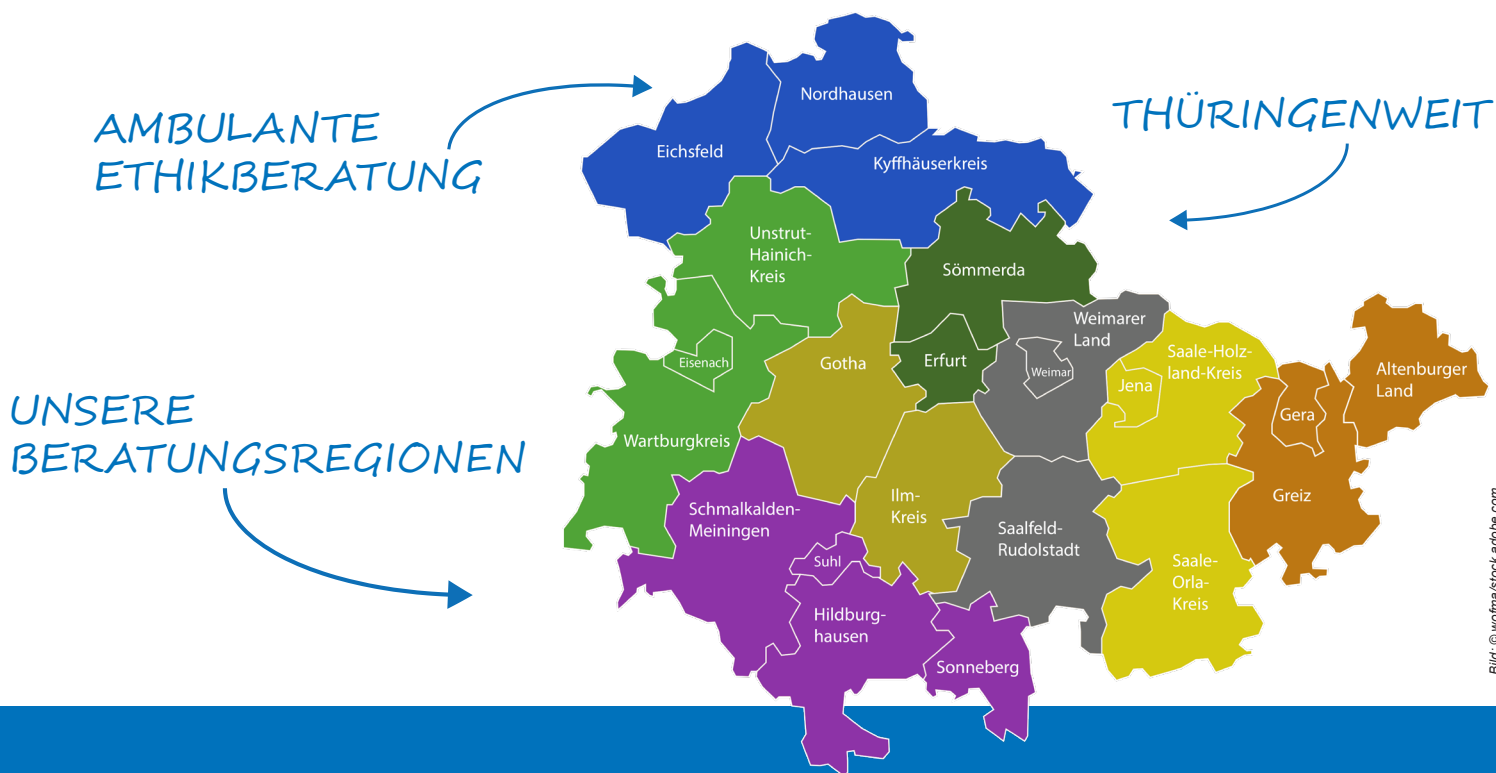 AMBULANTE
ETHIKBERATUNG
THÜRINGENWEIT
UNSERE
BERATUNGSREGIONEN
Nordhausen
Eichsfeld
Kyffhäuserkreis
Unstrut-
Hainich-
Kreis
Sömmerda
Weimarer
Land
Eisenach
Gotha
Erfurt
Weimar
Saale-Holz-
land-Kreis
Jena
Altenburger
Land
Gera
Wartburgkreis
Greiz
Schmalkalden-
Meiningen
Ilm-
Kreis
Saalfeld-
Rudolstadt
Suhl
Saale-
Orla-
Kreis
Hildburg-
hausen
Sonneberg
Bild: © wofma/stock.adobe.com